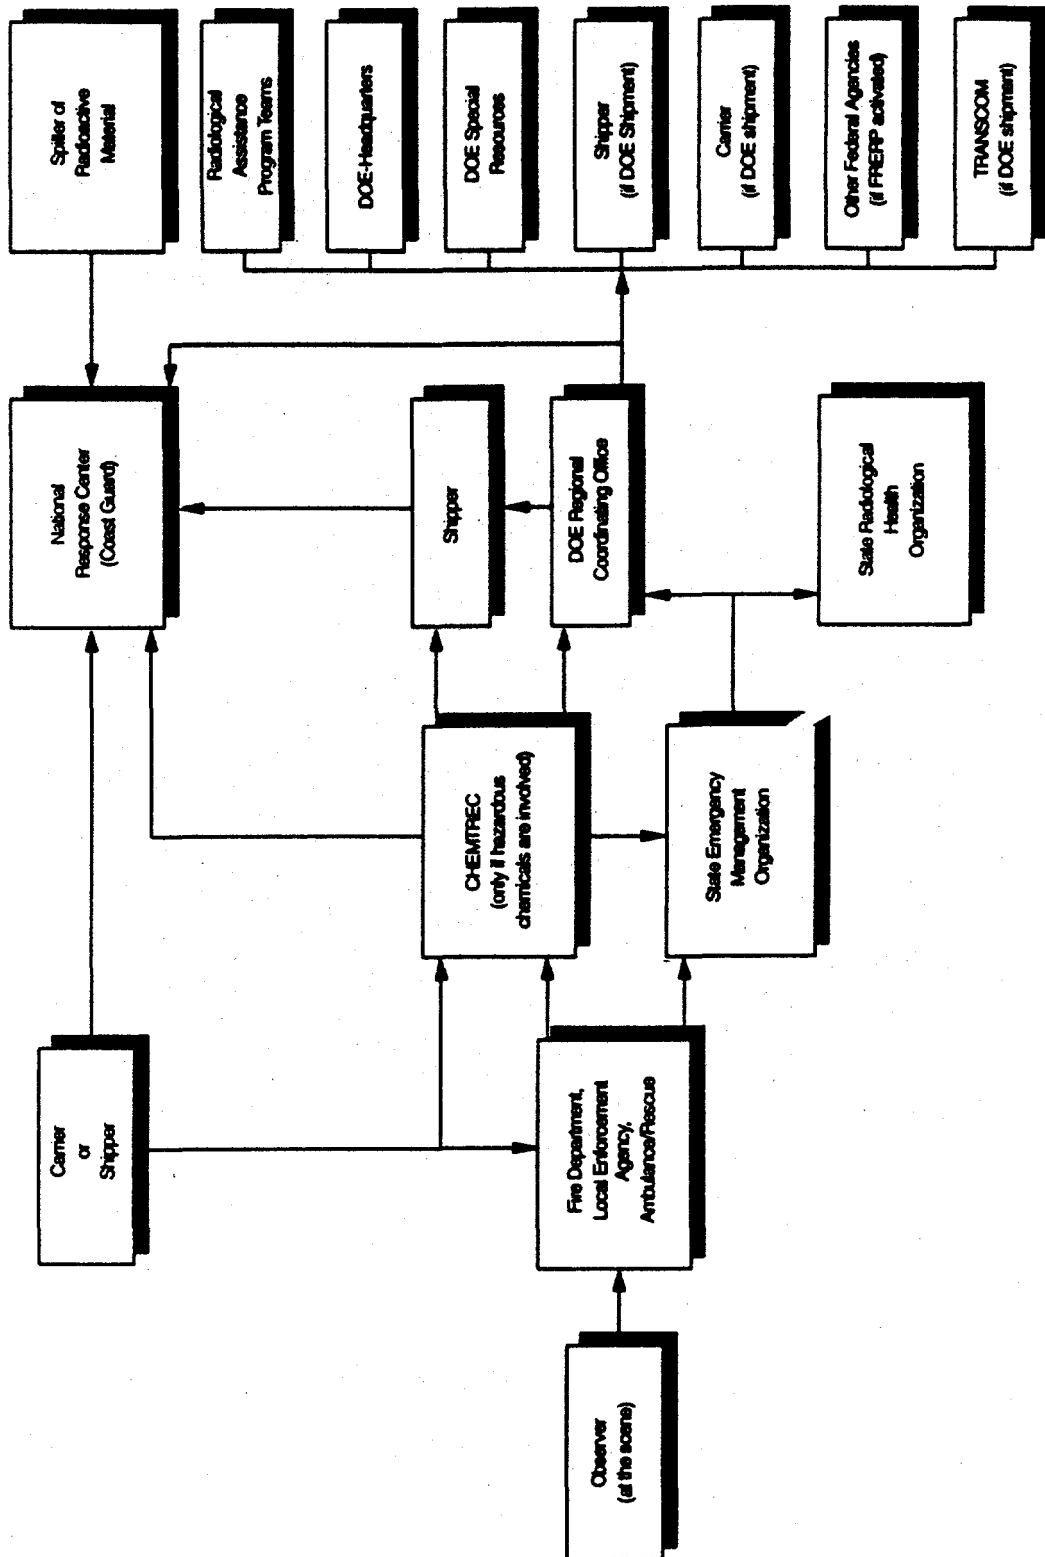 Spiller of
Radioactive
Material
Radiological
Assistance
Program Teams
DOE-Headquarters
DOE Special
Resources
Shipper
(if DOE Shipment)
Carrier
(if DOE shipment)
Other Federal Agencies
(if FRERP activated)
TRANSCOM
(if DOE shipment)
National
Response Center
(Coast Guard)
Shipper
DOE Regional
Coordinating Office
State Radiological
Health
Organization
CHEMTREC
(only if hazardous
chemicals are involved)
State Emergency
Management
Organization
Carrier
or
Shipper
Fire Department,
Local Enforcement
Agency,
Ambulance/Rescue
Observer
(at the scene)